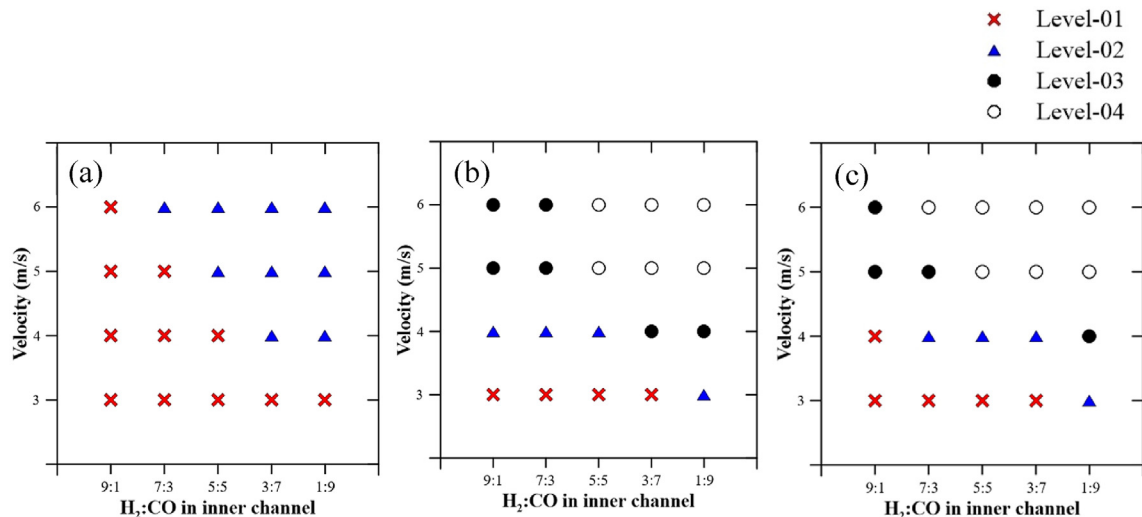 Level-01
Level-02
Level-03
Level-04
(a)
6
5
4
3
Velocity (m/s)
9:1 7:3 5:5 3:7 1:9
H₂:CO in inner channel
(b)
6
5
4
3
Velocity (m/s)
9:1 7:3 5:5 3:7 1:9
H₂:CO in inner channel
(c)
6
5
4
3
Velocity (m/s)
9:1 7:3 5:5 3:7 1:9
H₂:CO in inner channel